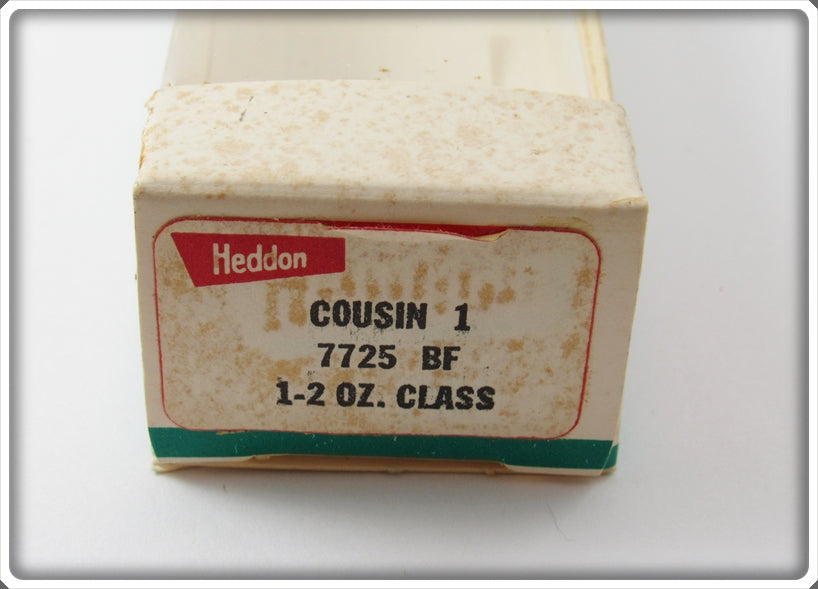 Heddon
COUSIN 1
7725 BF
1-2 OZ. CLASS